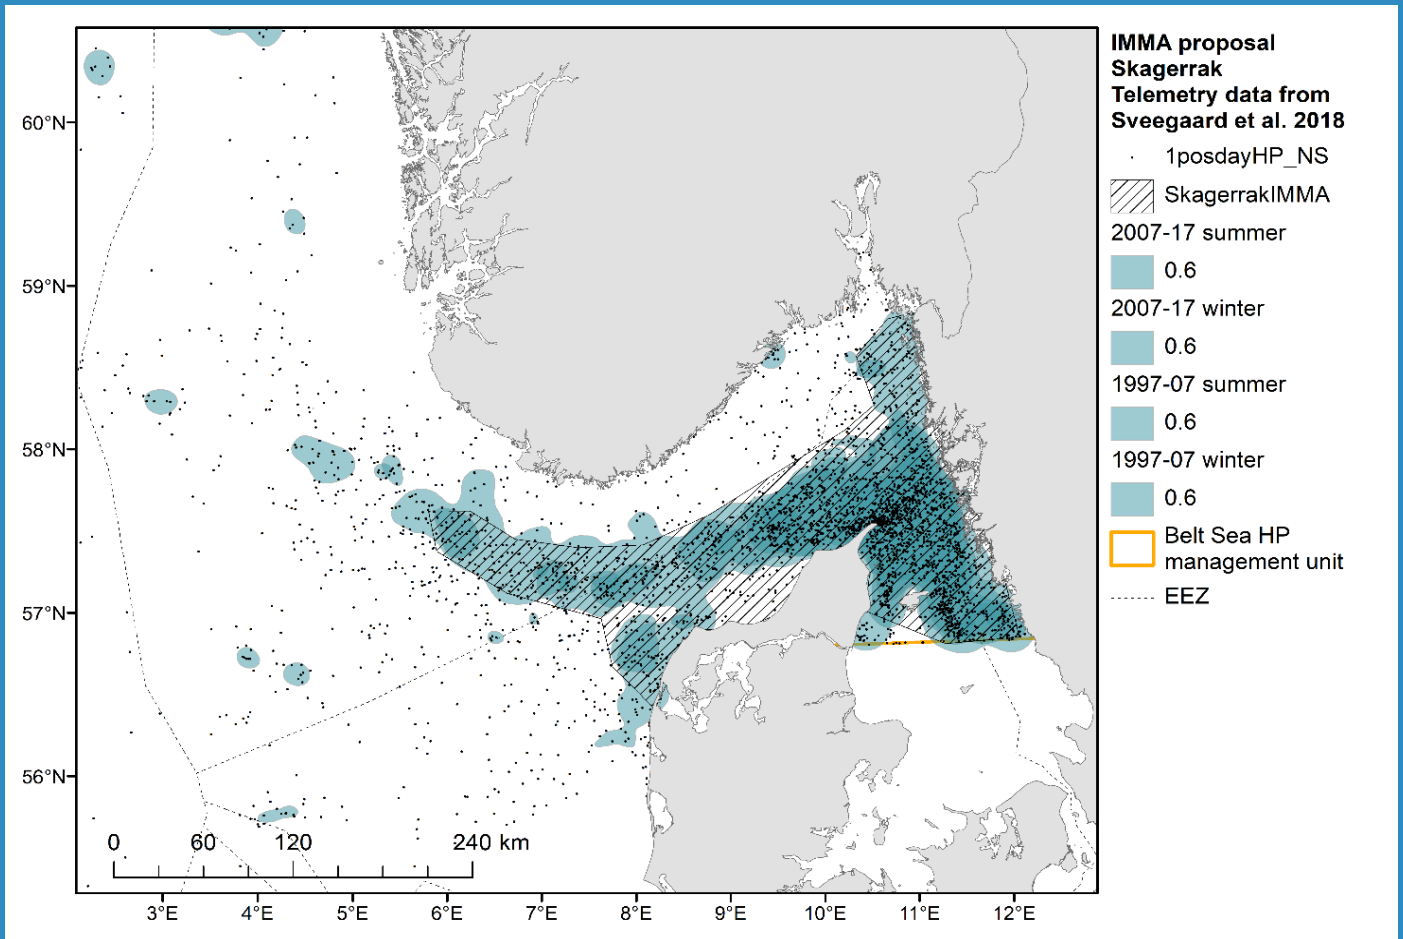 IMMA proposal
Skagerrak
Telemetry data from
Sveegaard et al. 2018
1posdayHP_NS
SkagerrakIMMA
2007-17 summer
0.6
2007-17 winter
0.6
1997-07 summer
0.6
1997-07 winter
0.6
Belt Sea HP
management unit
EEZ
60°N
59°N
58°N
57°N
56°N
0 60 120 240 km
3°E 4°E 5°E 6°E 7°E 8°E 9°E 10°E 11°E 12°E